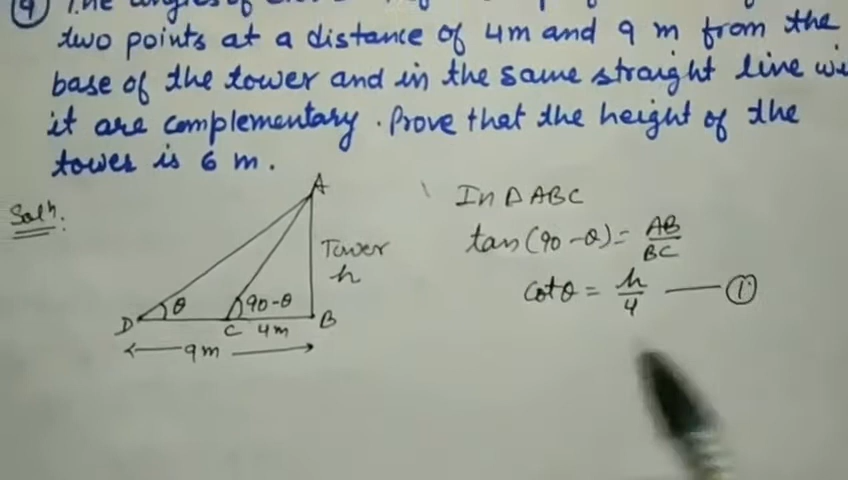 9
two points at a distance of 4m and 9 m from the
base of the tower and in the same straight line
it are complementary. Prove that the height of the
tower is 6 m.
Solⁿ.
A
Tower
h
D θ 90-θ B
C 4m
9m
In Δ ABC
tan(90-θ) = AB/BC
cotθ = h/4 —— ①